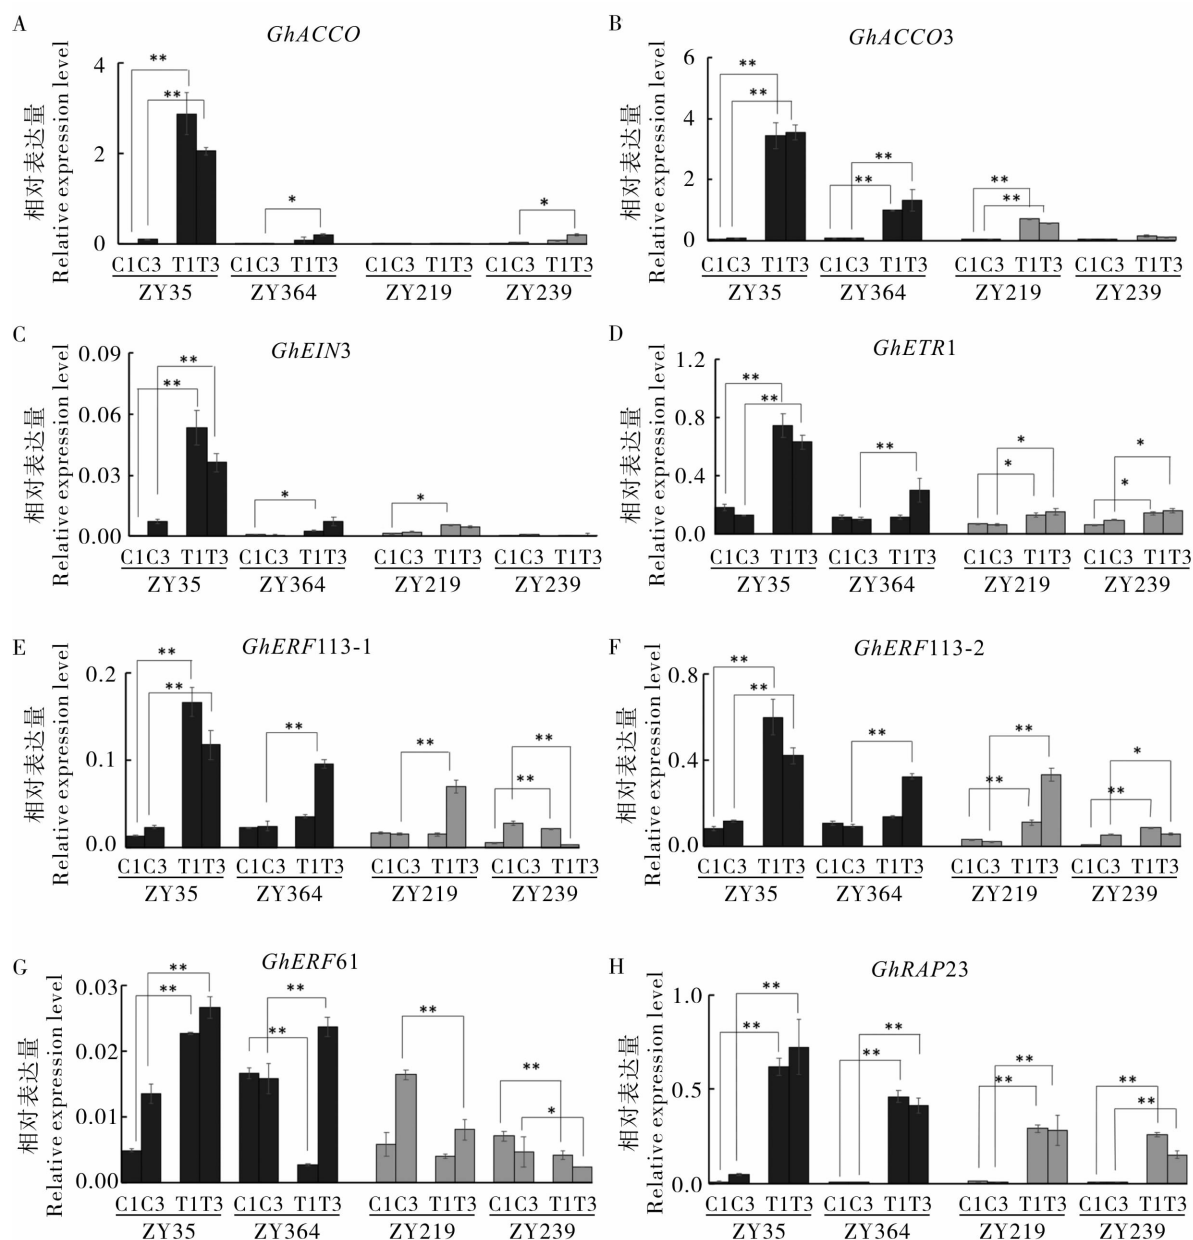 A
GhACCO
相对表达量
Relative expression level
4
2
0
** ** * *
C1C3 T1T3 C1C3 T1T3 C1C3 T1T3 C1C3 T1T3
ZY35 ZY364 ZY219 ZY239
B
GhACCO3
相对表达量
Relative expression level
6
4
2
0
** ** ** ** ** **
C1C3 T1T3 C1C3 T1T3 C1C3 T1T3 C1C3 T1T3
ZY35 ZY364 ZY219 ZY239
C
GhEIN3
相对表达量
Relative expression level
0.09
0.06
0.03
0.00
** ** * *
C1C3 T1T3 C1C3 T1T3 C1C3 T1T3 C1C3 T1T3
ZY35 ZY364 ZY219 ZY239
D
GhETR1
相对表达量
Relative expression level
1.2
0.8
0.4
0.0
** ** ** * * * *
C1C3 T1T3 C1C3 T1T3 C1C3 T1T3 C1C3 T1T3
ZY35 ZY364 ZY219 ZY239
E
GhERF113-1
相对表达量
Relative expression level
0.2
0.1
0.0
** ** ** ** ** **
C1C3 T1T3 C1C3 T1T3 C1C3 T1T3 C1C3 T1T3
ZY35 ZY364 ZY219 ZY239
F
GhERF113-2
相对表达量
Relative expression level
0.8
0.4
0.0
** ** ** ** ** * **
C1C3 T1T3 C1C3 T1T3 C1C3 T1T3 C1C3 T1T3
ZY35 ZY364 ZY219 ZY239
G
GhERF61
相对表达量
Relative expression level
0.03
0.02
0.01
0.00
** ** ** ** ** ** *
C1C3 T1T3 C1C3 T1T3 C1C3 T1T3 C1C3 T1T3
ZY35 ZY364 ZY219 ZY239
H
GhRAP23
相对表达量
Relative expression level
1.0
0.5
0.0
** ** ** ** ** ** ** **
C1C3 T1T3 C1C3 T1T3 C1C3 T1T3 C1C3 T1T3
ZY35 ZY364 ZY219 ZY239